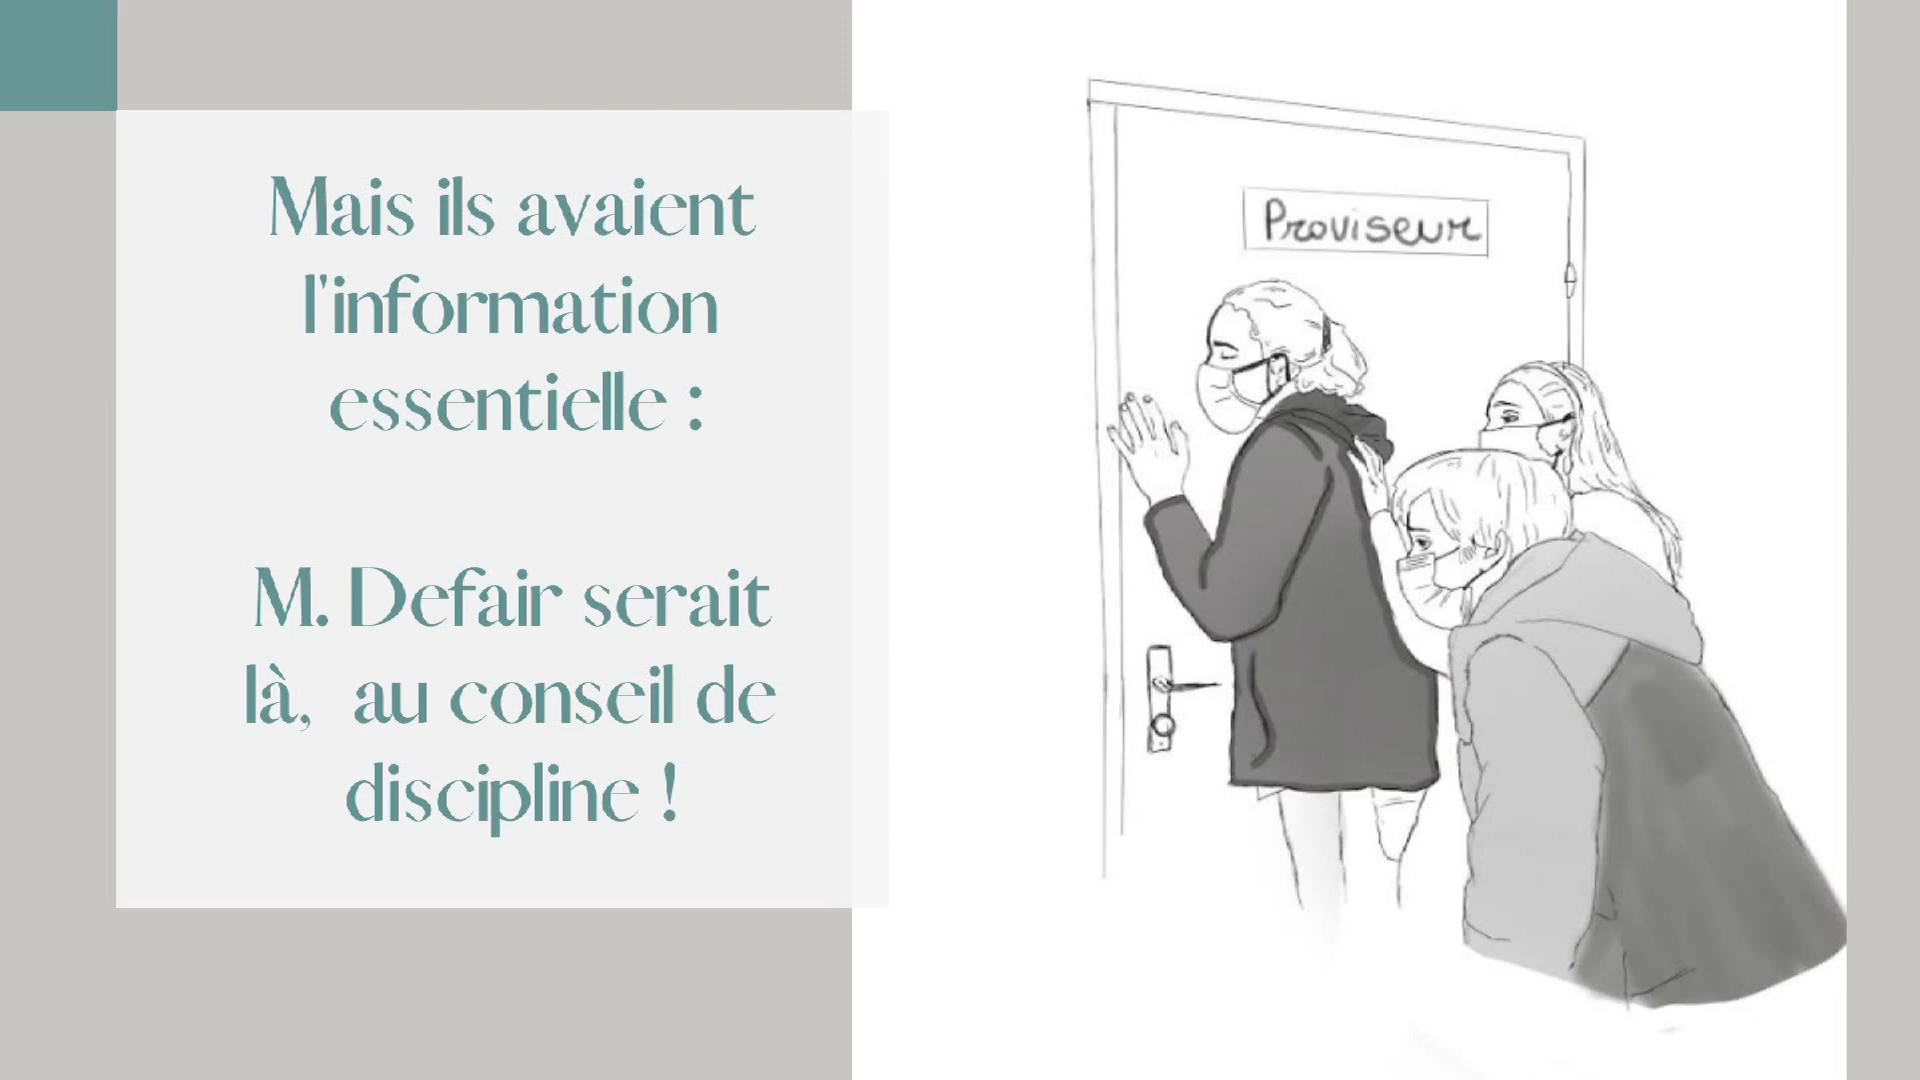 Mais ils avaient
l'information
essentielle :
M. Defair serait
là,  au conseil de
discipline !
Proviseur